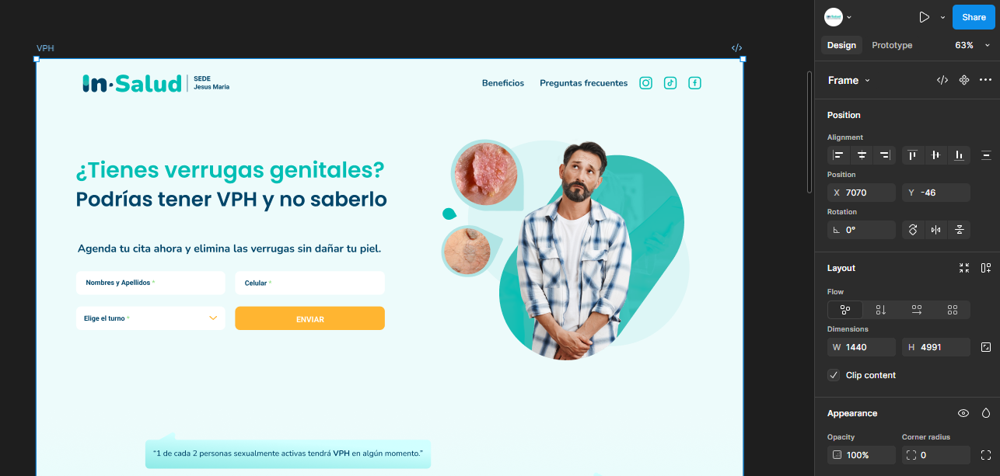 VPH
</>
In·Salud
SEDE
Jesus Maria
Beneficios
Preguntas frecuentes
¿Tienes verrugas genitales?
Podrías tener VPH y no saberlo
Agenda tu cita ahora y elimina las verrugas sin dañar tu piel.
Nombres y Apellidos *
Celular *
Elige el turno *
ENVIAR
“1 de cada 2 personas sexualmente activas tendrá VPH en algún momento.”
Share
Design
Prototype
63%
Frame
</>
Position
Alignment
Position
X 7070
Y -46
Rotation
0°
Layout
Flow
Dimensions
W 1440
H 4991
Clip content
Appearance
Opacity
Corner radius
100%
0